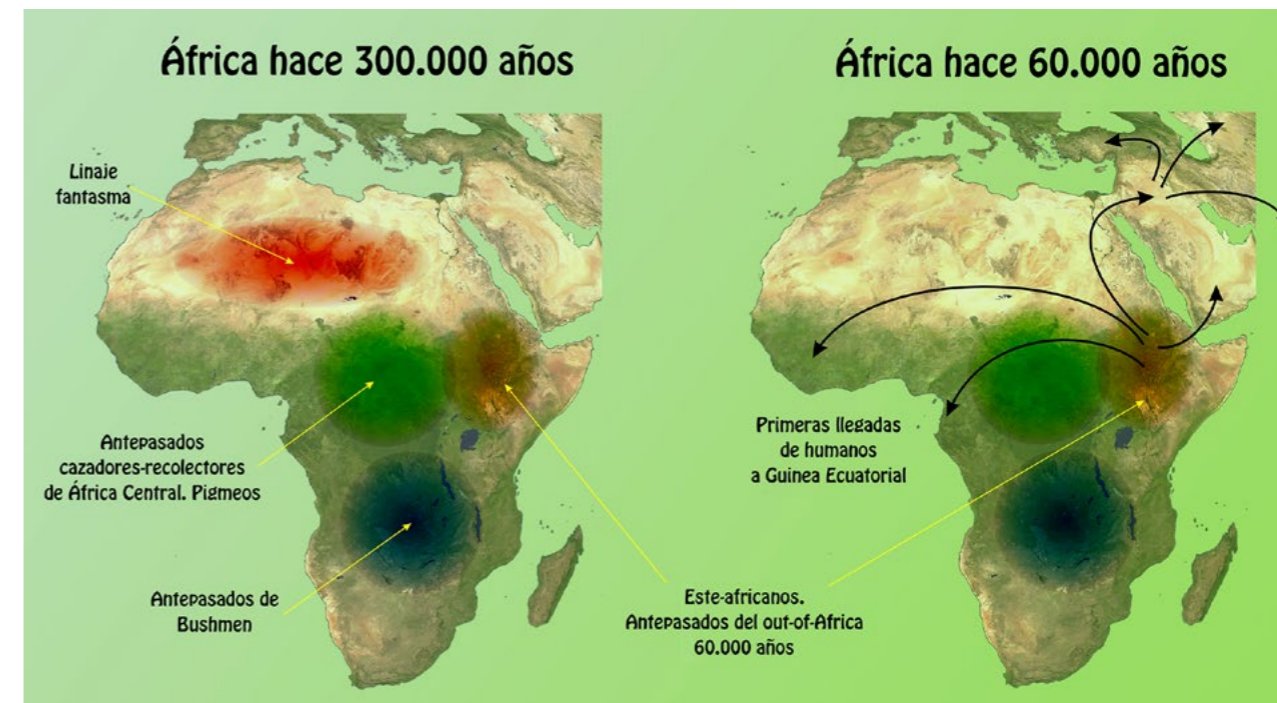 África hace 300.000 años
África hace 60.000 años
Linaje
fantasma
Antepasados
cazadores-recolectores
de África Central. Pigmeos
Antepasados de
Bushmen
Primeras llegadas
de humanos
a Guinea Ecuatorial
Este-africanos.
Antepasados del out-of-Africa
60.000 años